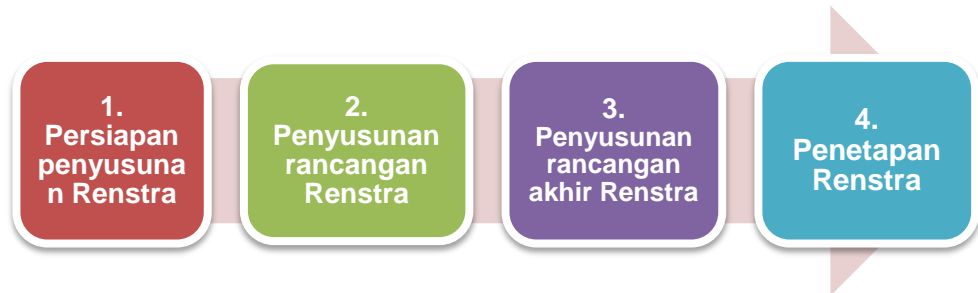 1.
Persiapan
penyusuna
n Renstra
2.
Penyusunan
rancangan
Renstra
3.
Penyusunan
rancangan
akhir Renstra
4.
Penetapan
Renstra